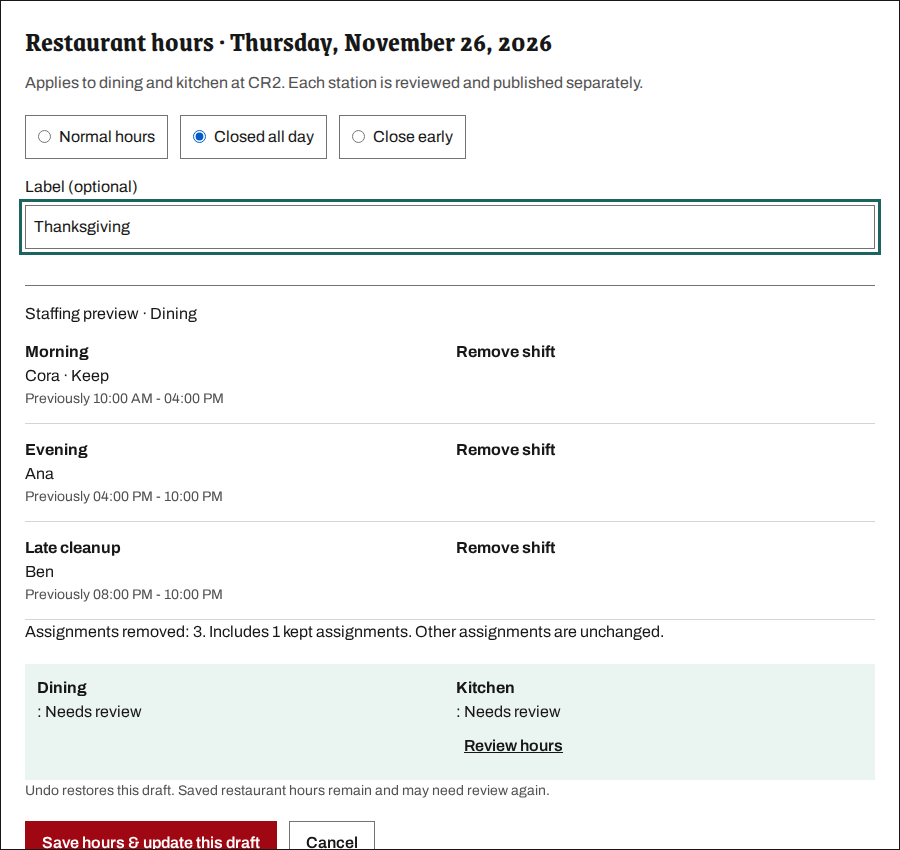 Restaurant hours · Thursday, November 26, 2026
Applies to dining and kitchen at CR2. Each station is reviewed and published separately.
Normal hours
Closed all day
Close early
Label (optional)
Thanksgiving
Staffing preview · Dining
Morning
Remove shift
Cora · Keep
Previously 10:00 AM - 04:00 PM
Evening
Remove shift
Ana
Previously 04:00 PM - 10:00 PM
Late cleanup
Remove shift
Ben
Previously 08:00 PM - 10:00 PM
Assignments removed: 3. Includes 1 kept assignments. Other assignments are unchanged.
Dining
: Needs review
Kitchen
: Needs review
Review hours
Undo restores this draft. Saved restaurant hours remain and may need review again.
Save hours & update this draft
Cancel